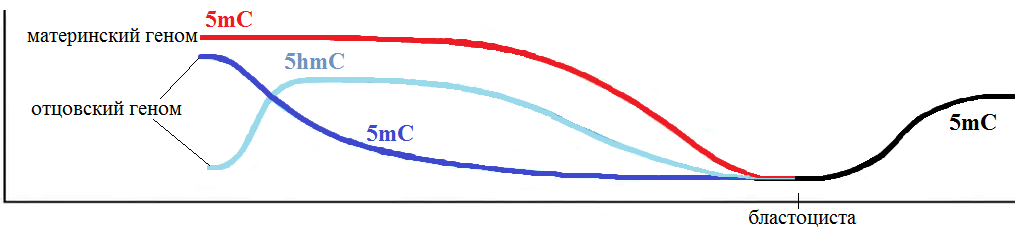 5mC
материнский геном
5hmC
отцовский геном
5mC
5mC
бластоциста